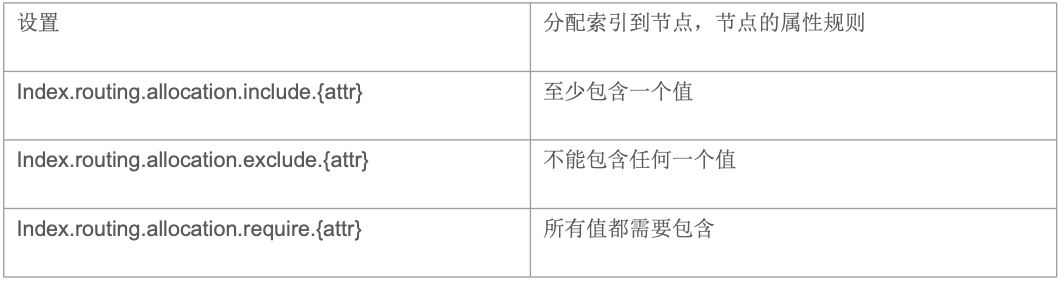 设置
分配索引到节点，节点的属性规则
Index.routing.allocation.include.{attr}
至少包含一个值
Index.routing.allocation.exclude.{attr}
不能包含任何一个值
Index.routing.allocation.require.{attr}
所有值都需要包含